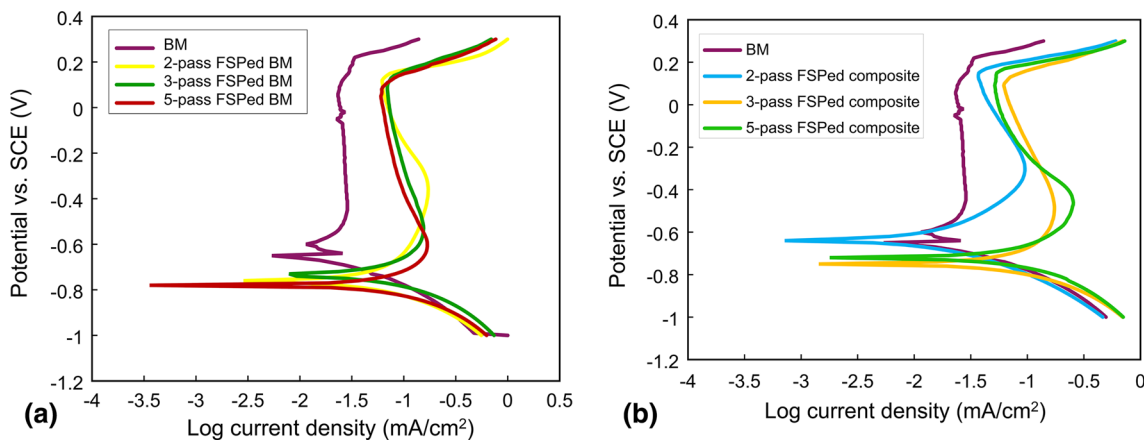 0.4
0.2
0
-0.2
-0.4
-0.6
-0.8
-1
-1.2
Potential vs. SCE (V)
BM
2-pass FSPed BM
3-pass FSPed BM
5-pass FSPed BM
-4 -3.5 -3 -2.5 -2 -1.5 -1 -0.5 0 0.5
Log current density (mA/cm²)
(a)
0.4
0.2
0
-0.2
-0.4
-0.6
-0.8
-1
-1.2
Potential vs. SCE (V)
BM
2-pass FSPed composite
3-pass FSPed composite
5-pass FSPed composite
-4 -3.5 -3 -2.5 -2 -1.5 -1 -0.5 0
Log current density (mA/cm²)
(b)